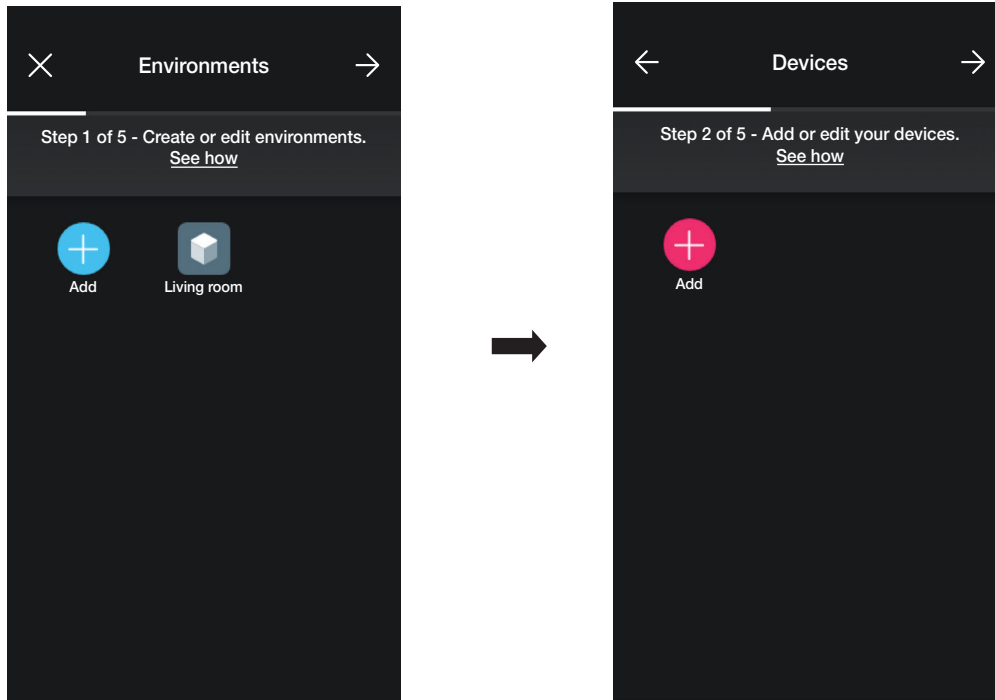 Environments
Step 1 of 5 - Create or edit environments.
See how
Add
Living room
Devices
Step 2 of 5 - Add or edit your devices.
See how
Add